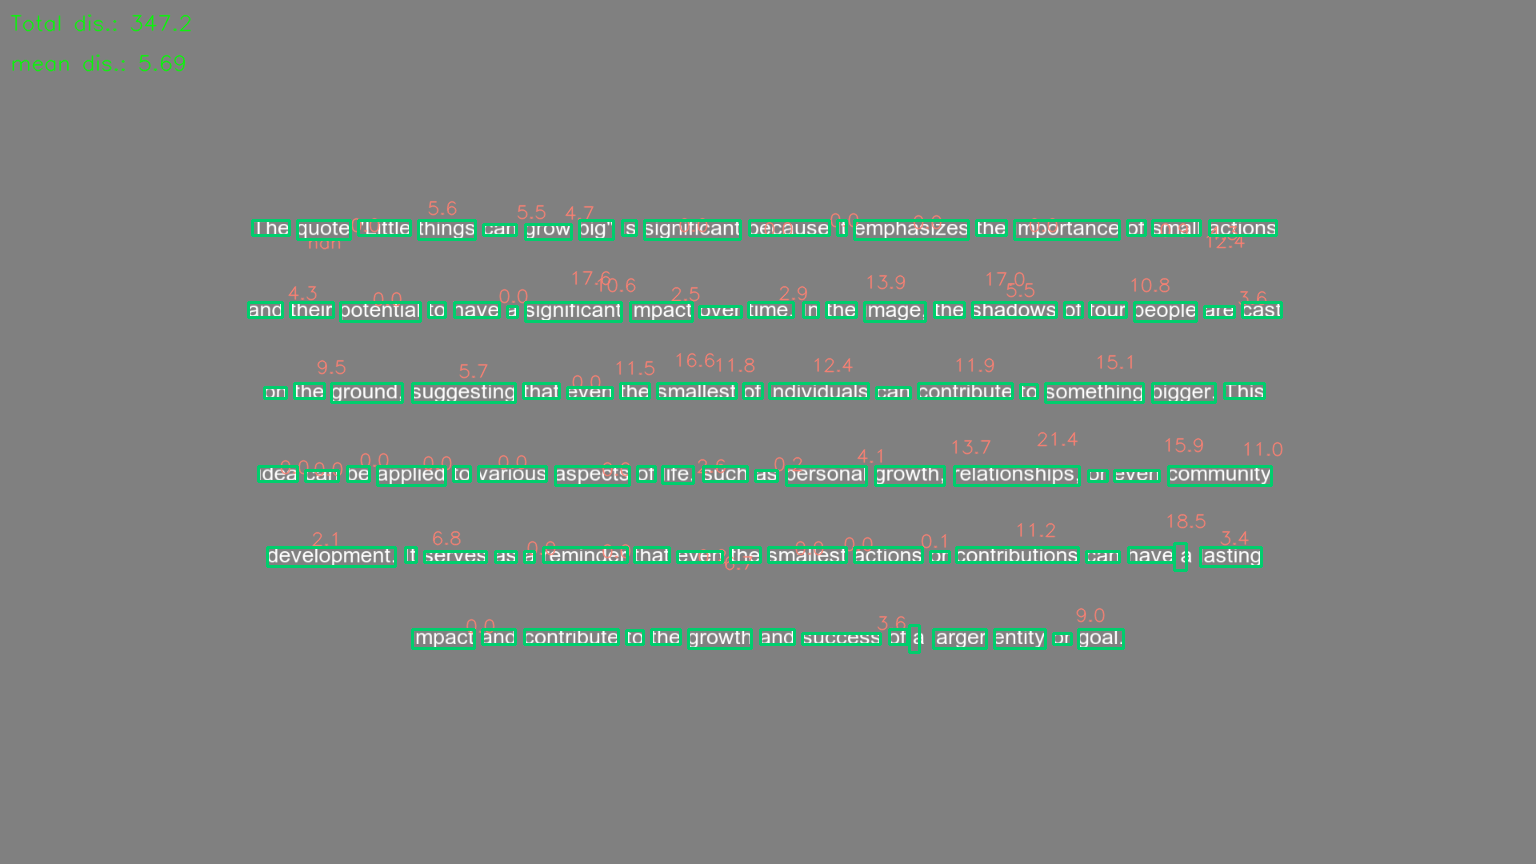 Total dis.: 347.2
mean dis.: 5.69
5.6 5.5 4.7 0.0
The quote "Little things can grow big" is significant because it emphasizes the importance of small actions
nan 12.4
4.3 0.0 0.0 17.6 10.6 2.5 2.9 13.9 17.0 5.5 10.8 3.6
and their potential to have a significant impact over time. In the image, the shadows of four people are cast
9.5 5.7 0.0 11.5 16.6 11.8 12.4 11.9 15.1
on the ground, suggesting that even the smallest of individuals can contribute to something bigger. This
0.0 0.0 0.0 0.0 0.0 2.6 0.2 4.1 13.7 21.4 15.9 11.0
idea can be applied to various aspects of life, such as personal growth, relationships, or even community
2.1 6.8 0.0 0.0 0.0 0.1 11.2 18.5 3.4
development. It serves as a reminder that even the smallest actions or contributions can have a lasting
6.7
0.0 3.6 9.0
impact and contribute to the growth and success of a larger entity or goal.